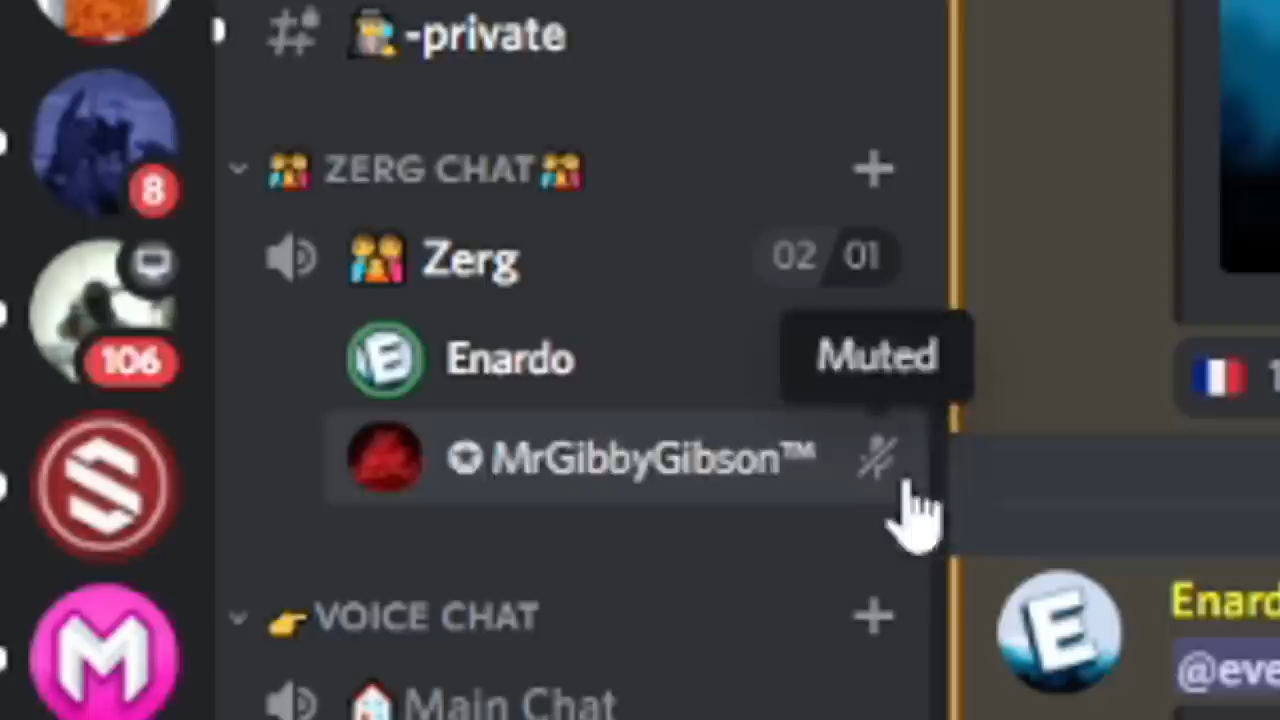 -private
ZERG CHAT
8
Zerg 02 01
Muted
106
E Enardo
MrGibbyGibson™
S
VOICE CHAT
E Enard
M
@eve
Main Chat